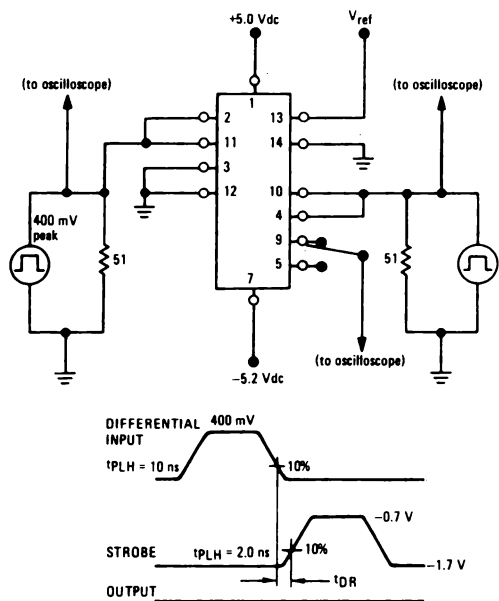 +5.0 Vdc
Vref
(to oscilloscope)
(to oscilloscope)
1
2
13
11
14
3
12
10
4
9
5
7
400 mV
peak
51
51
(to oscilloscope)
−5.2 Vdc
DIFFERENTIAL
INPUT
400 mV
tPLH = 10 ns
10%
STROBE
tPLH = 2.0 ns
10%
−0.7 V
−1.7 V
tDR
OUTPUT